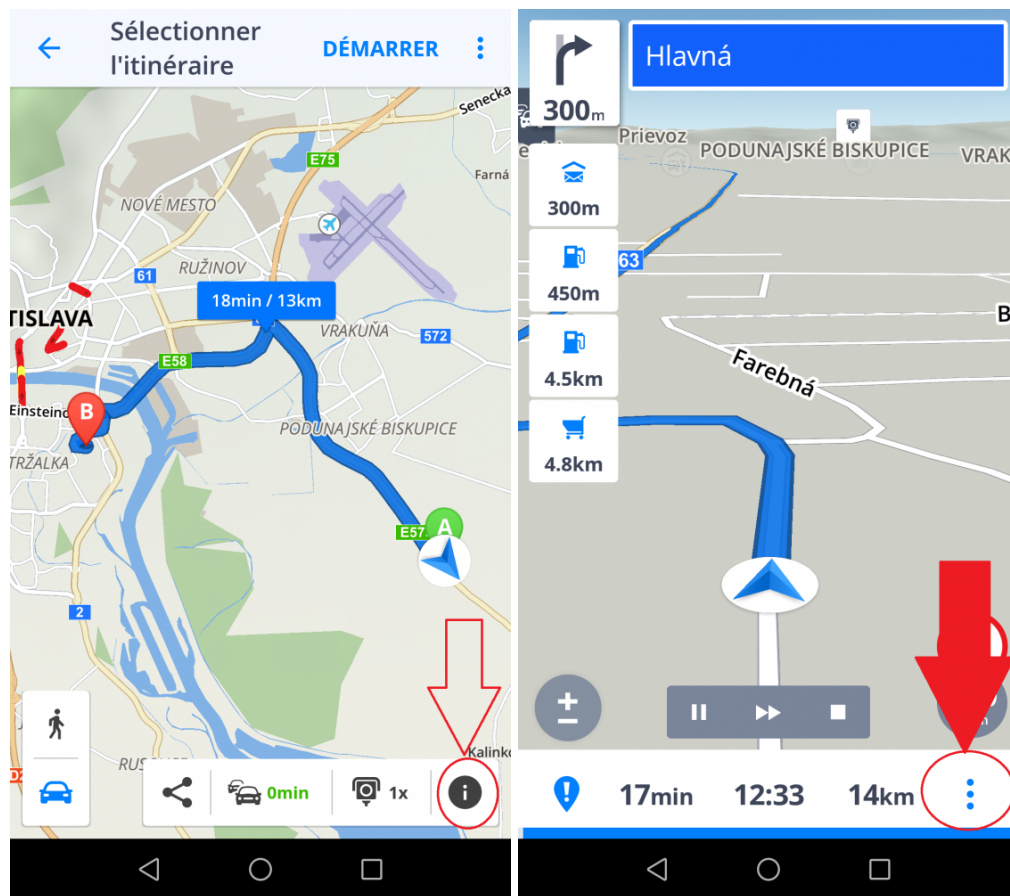 Sélectionner
l'itinéraire
DÉMARRER
Senecka
E75
Farná
NOVÉ MESTO
61
RUŽINOV
18min / 13km
TISLAVA
VRAKUŇA
572
E58
Einsteino
B
PODUNAJSKÉ BISKUPICE
TRŽALKA
E57
A
2
Kalinko
RUS
0min
1x
i
Hlavná
300m
Prievoz
PODUNAJSKÉ BISKUPICE
VRAK
300m
63
450m
B
Farebná
4.5km
4.8km
17min
12:33
14km